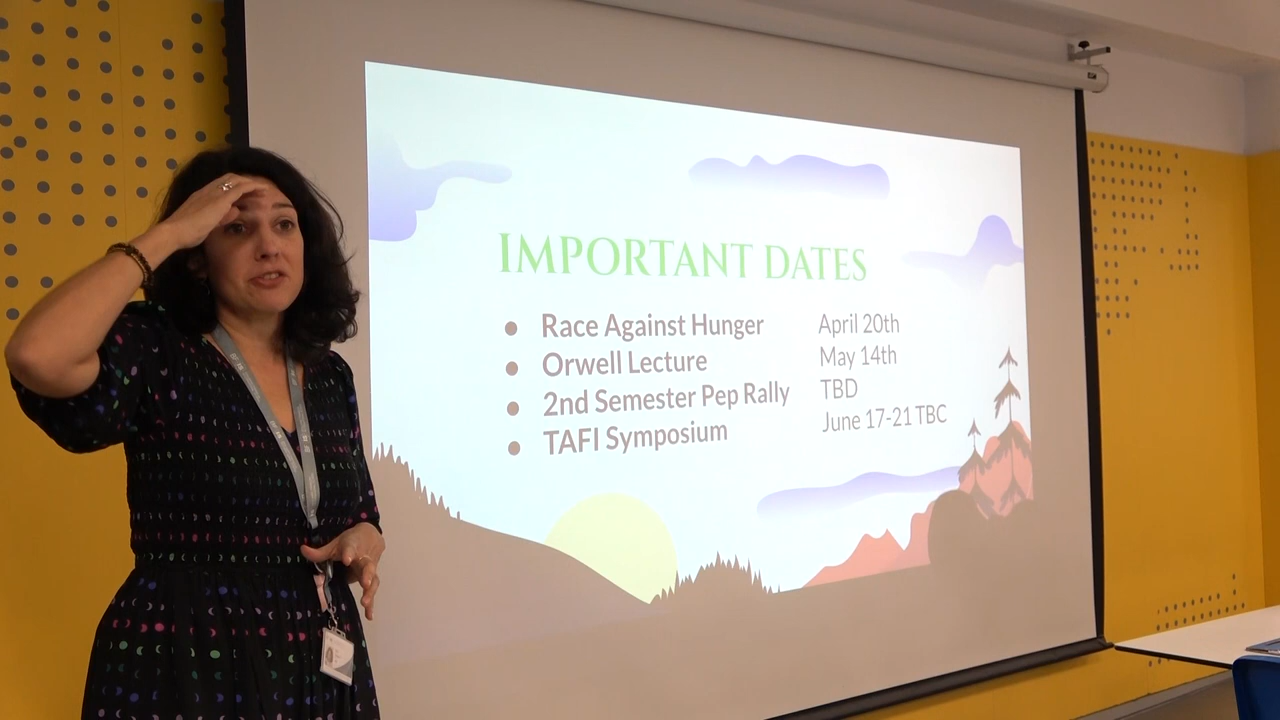 IMPORTANT DATES
Race Against Hunger April 20th
Orwell Lecture May 14th
2nd Semester Pep Rally TBD
TAFI Symposium June 17-21 TBC